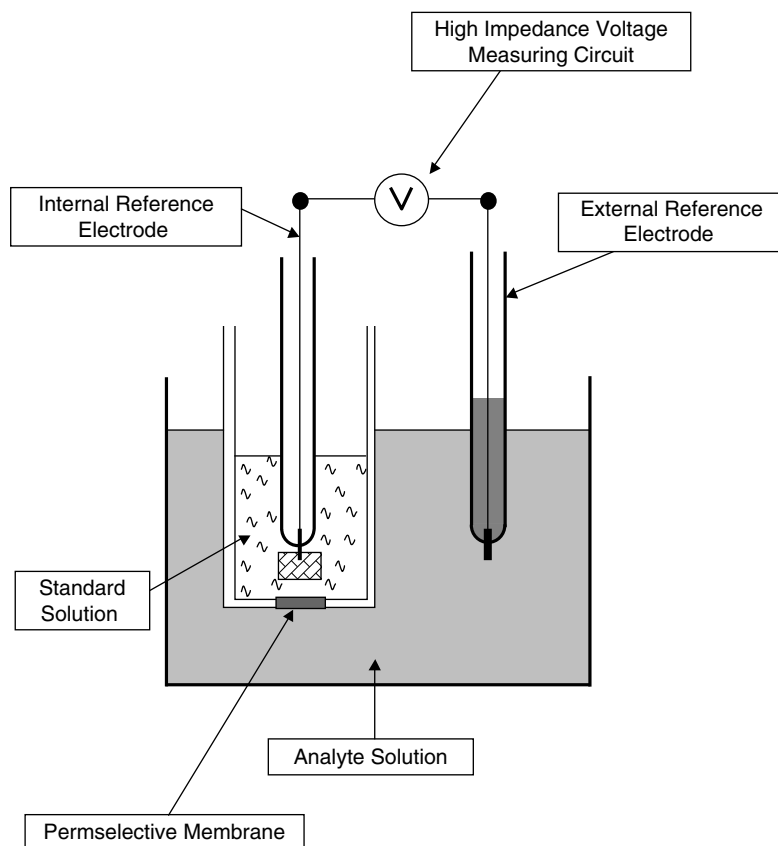 High Impedance Voltage
Measuring Circuit
V
Internal Reference
Electrode
External Reference
Electrode
Standard
Solution
Analyte Solution
Permselective Membrane